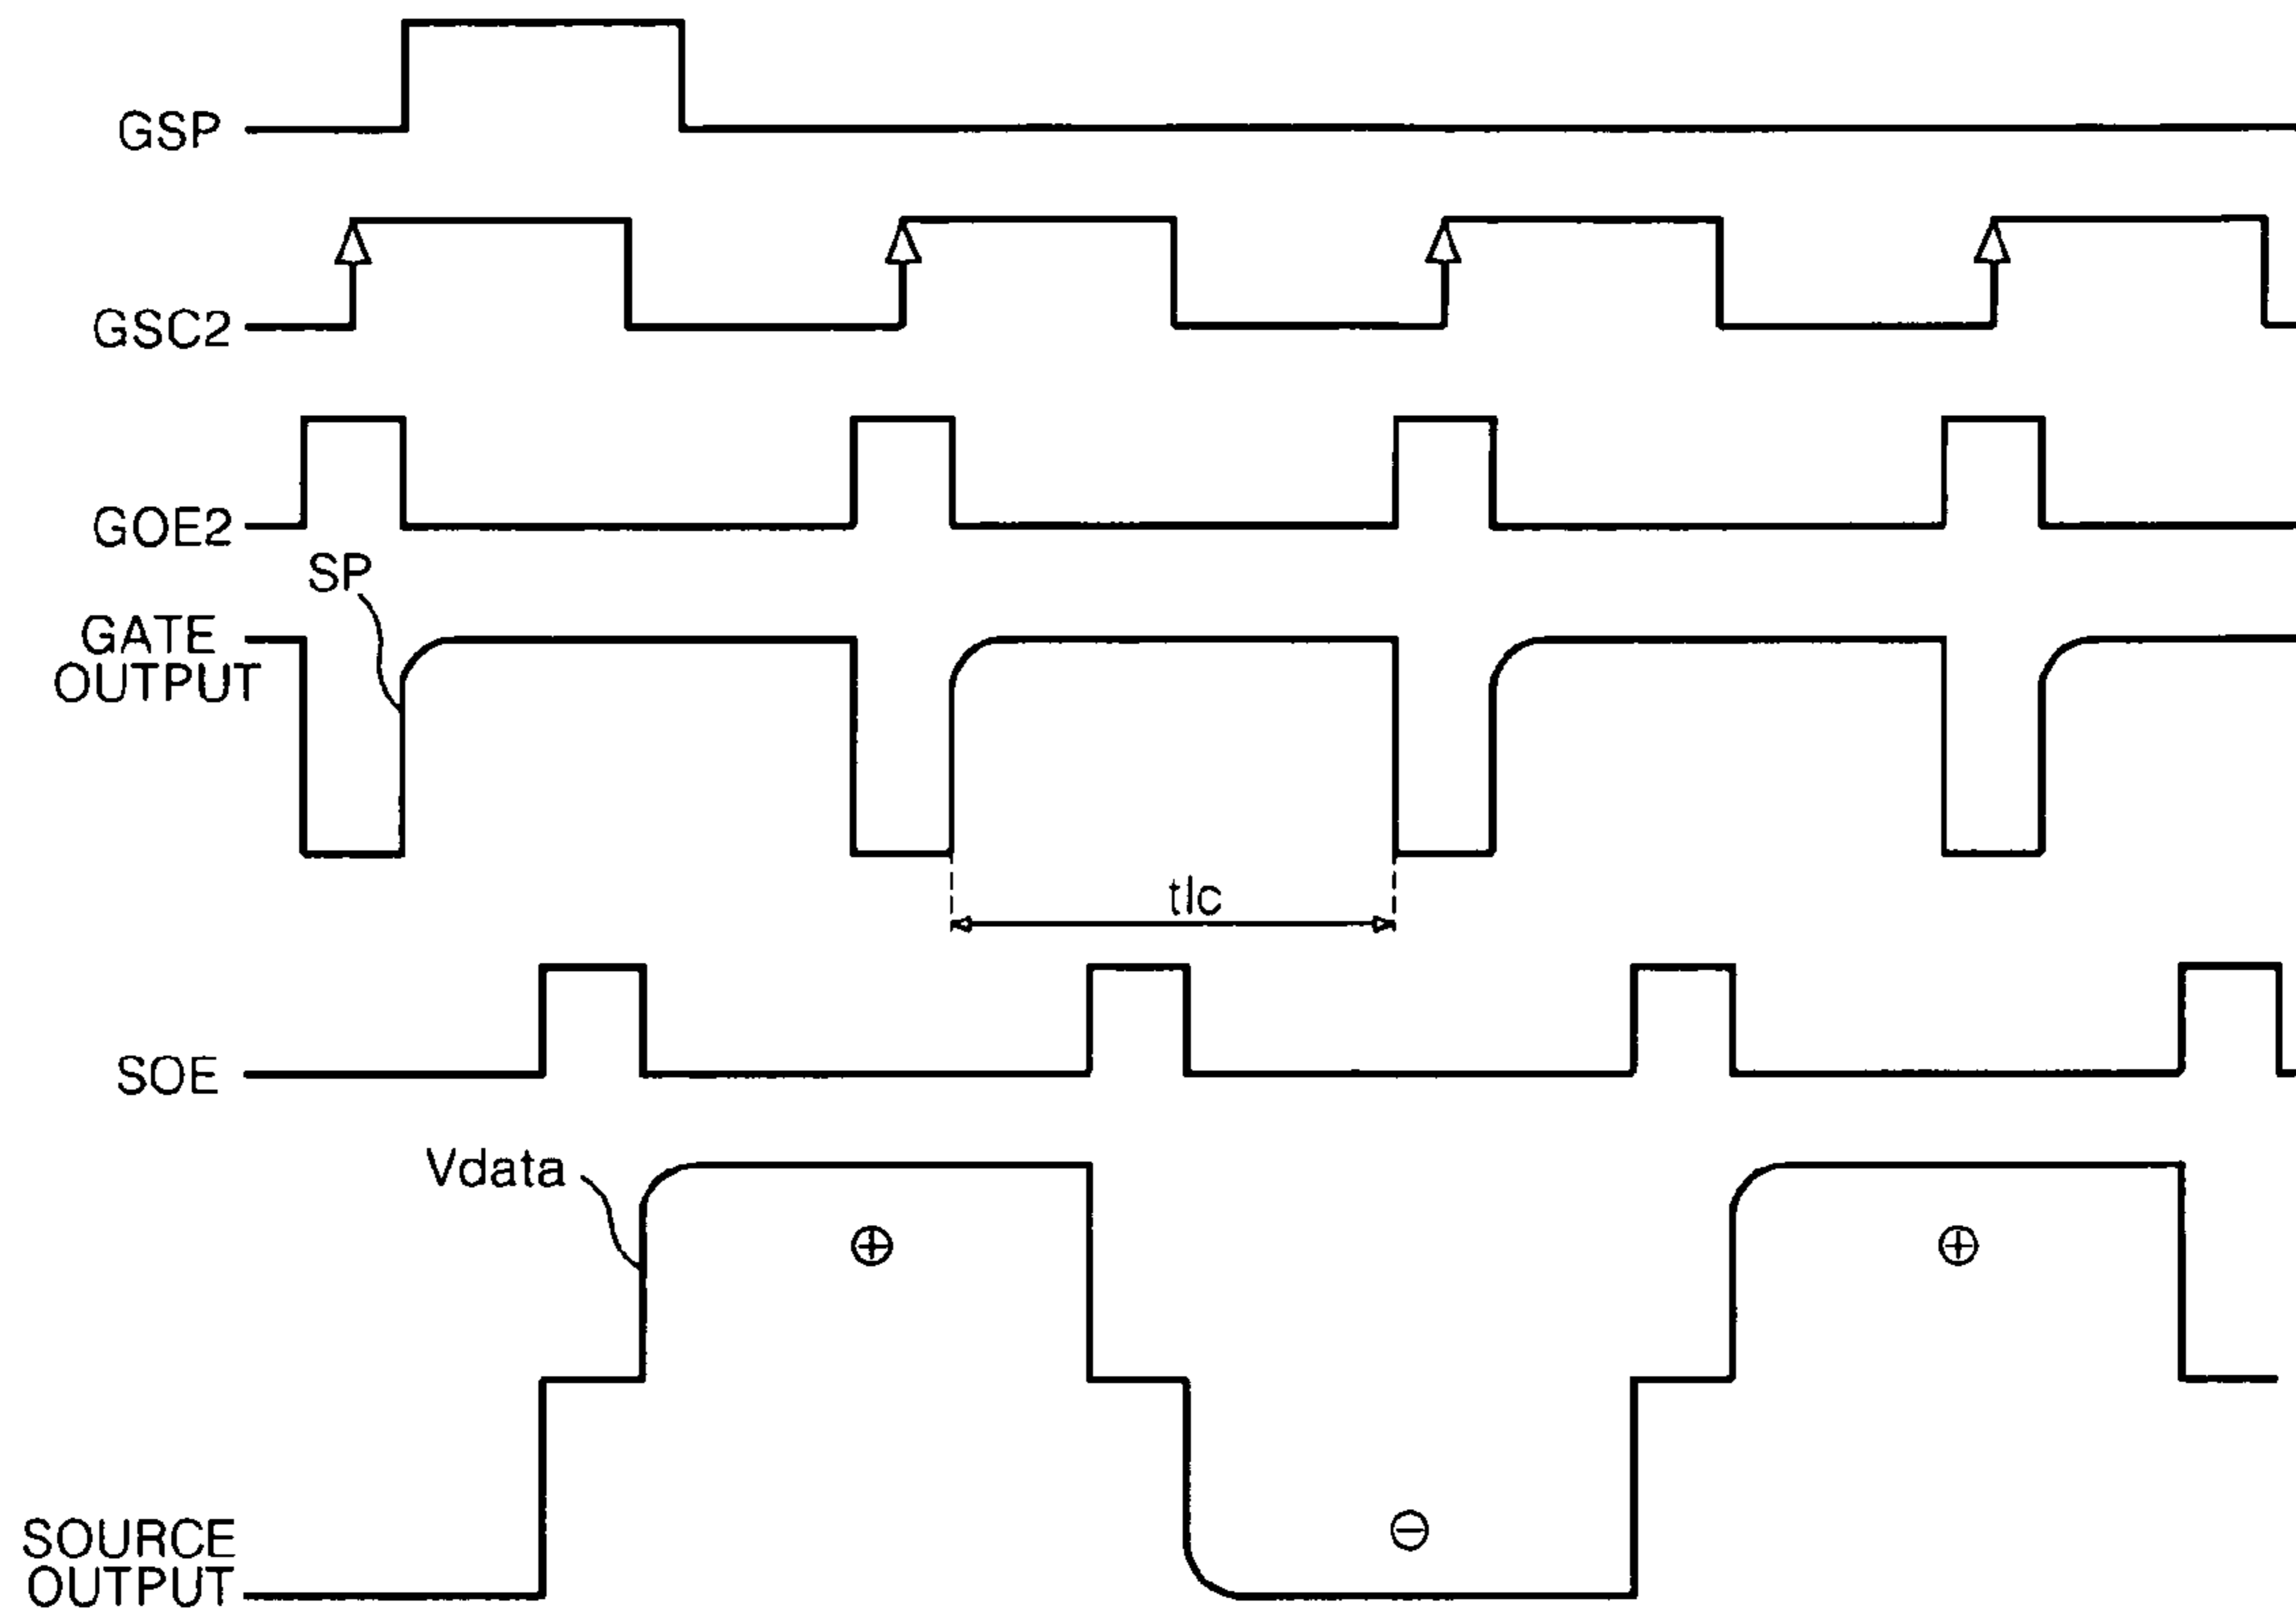 GSP
GSC2
GOE2
SP
GATE
OUTPUT
tlc
SOE
Vdata
⊕
⊕
⊖
SOURCE
OUTPUT